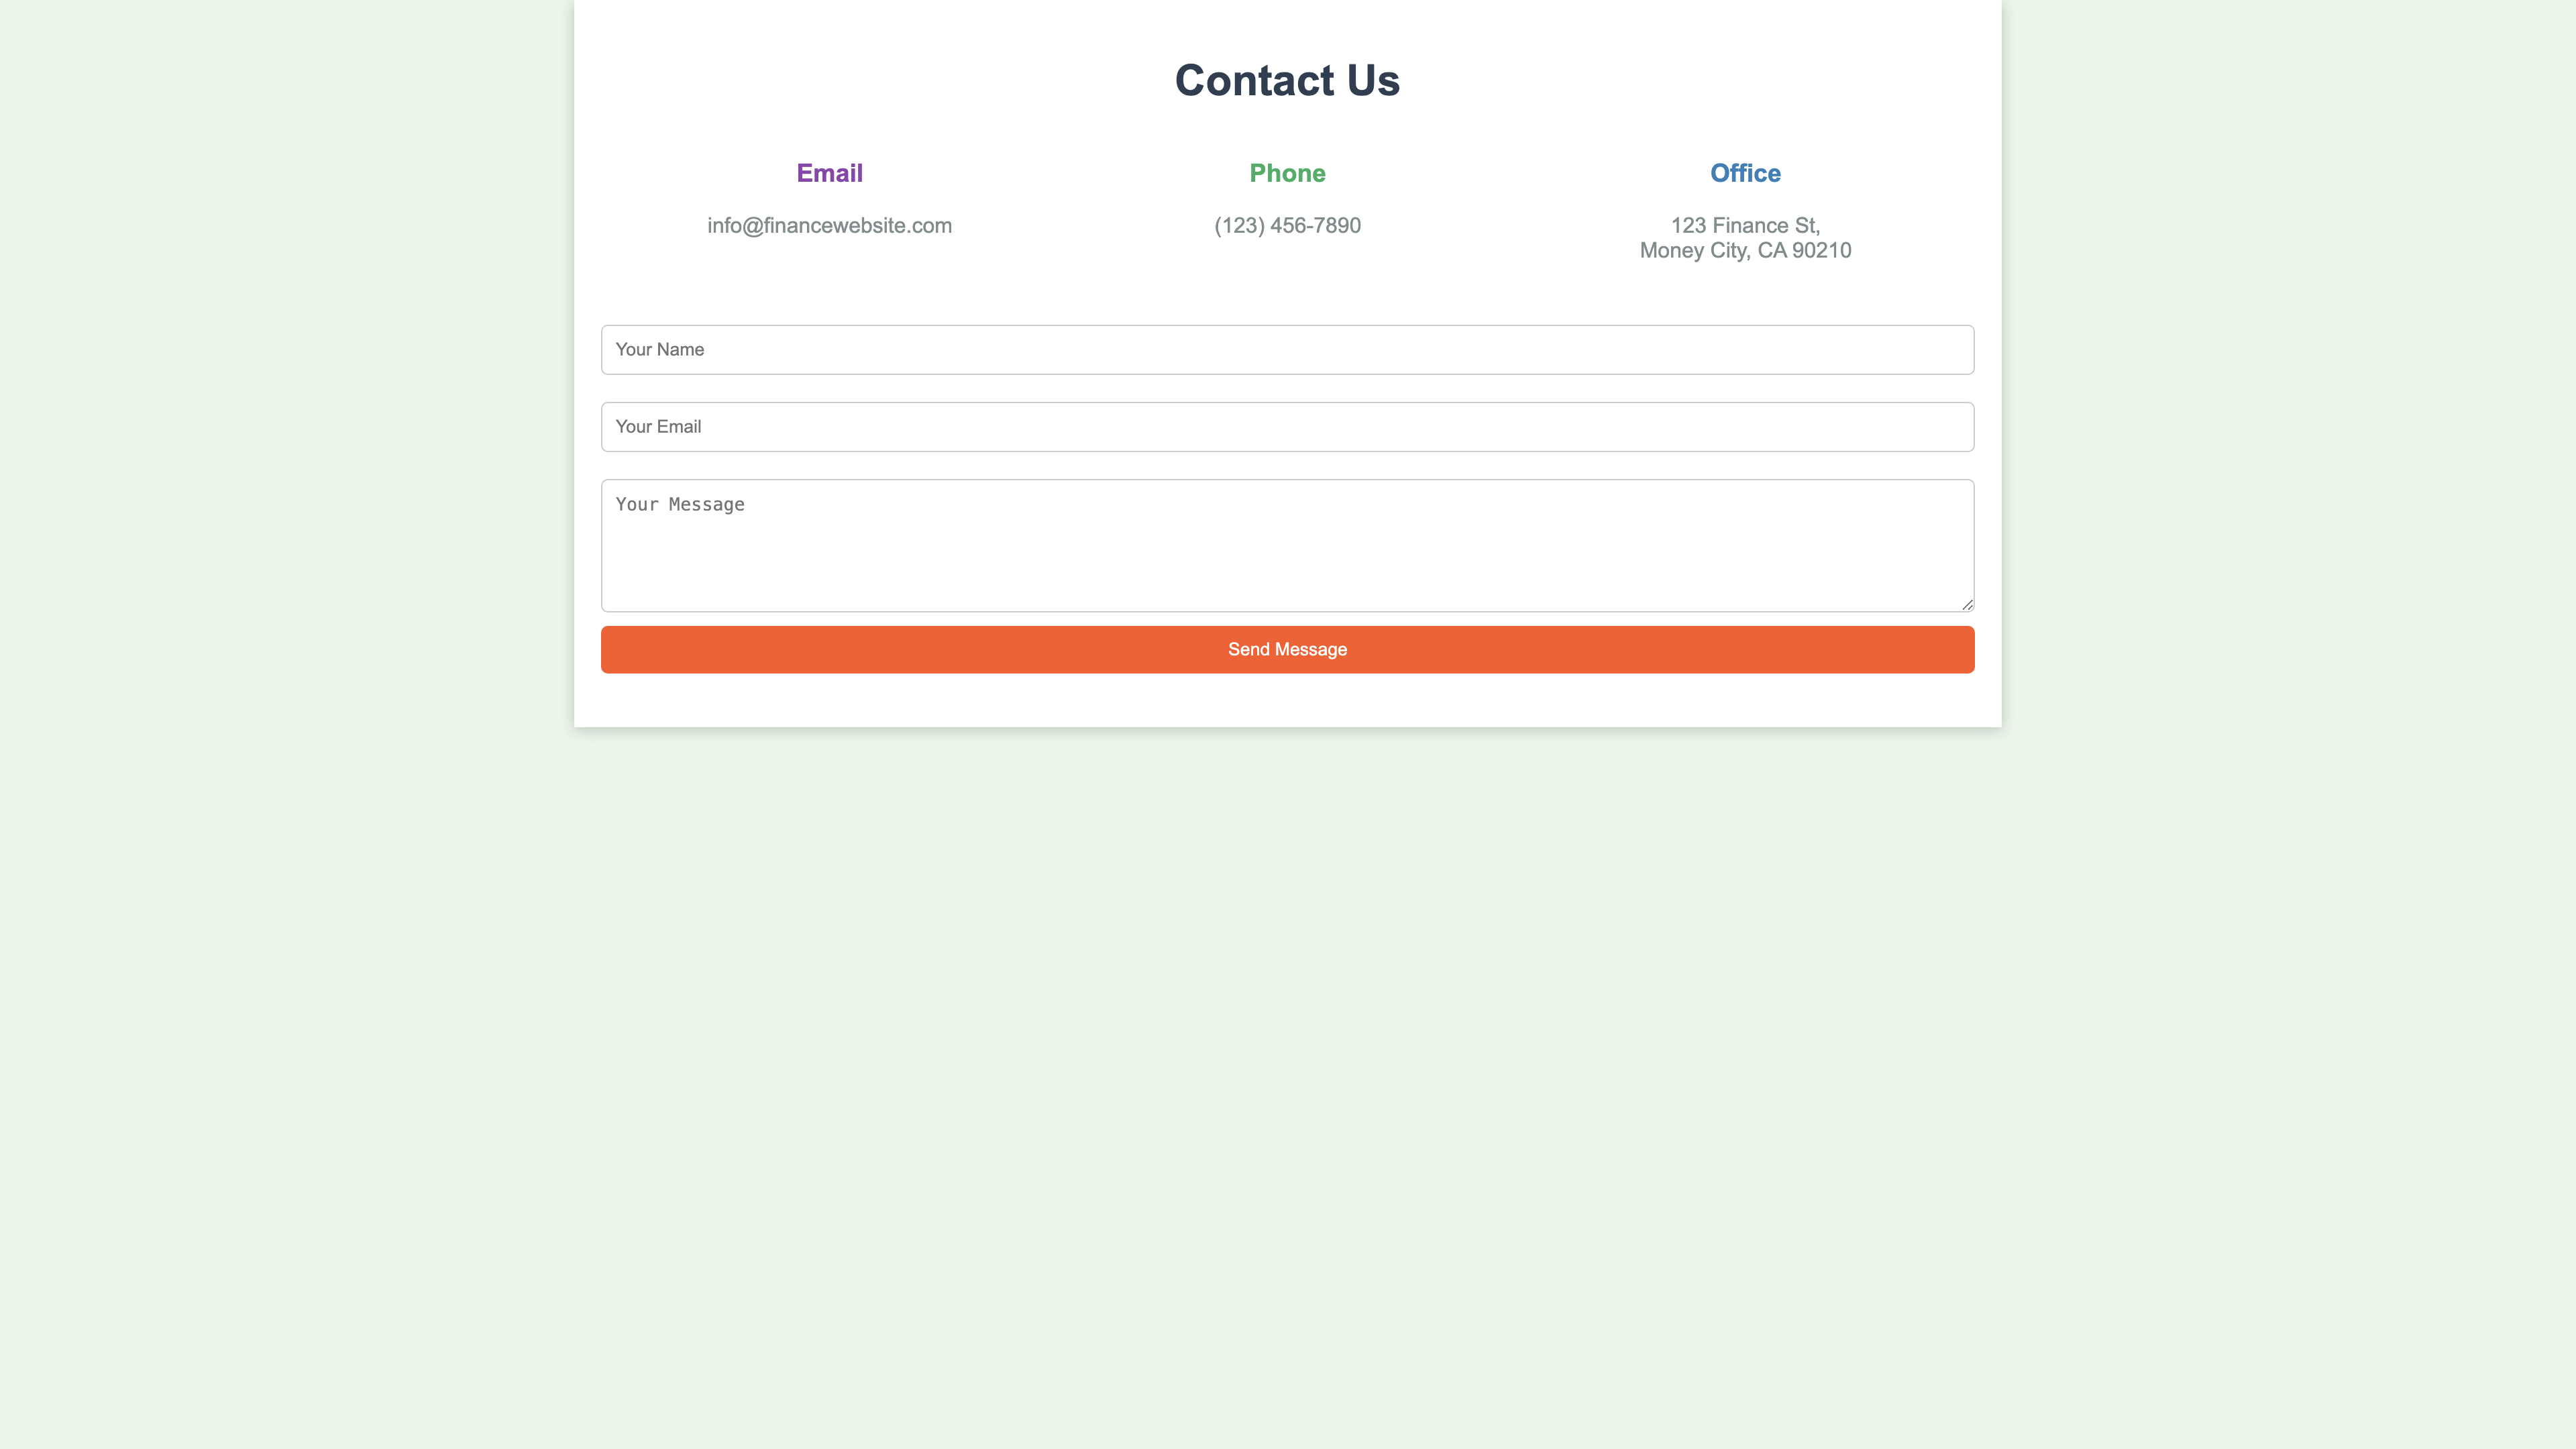 Contact Us
Email
info@financewebsite.com
Phone
(123) 456-7890
Office
123 Finance St,
Money City, CA 90210
Your Name
Your Email
Your Message
Send Message